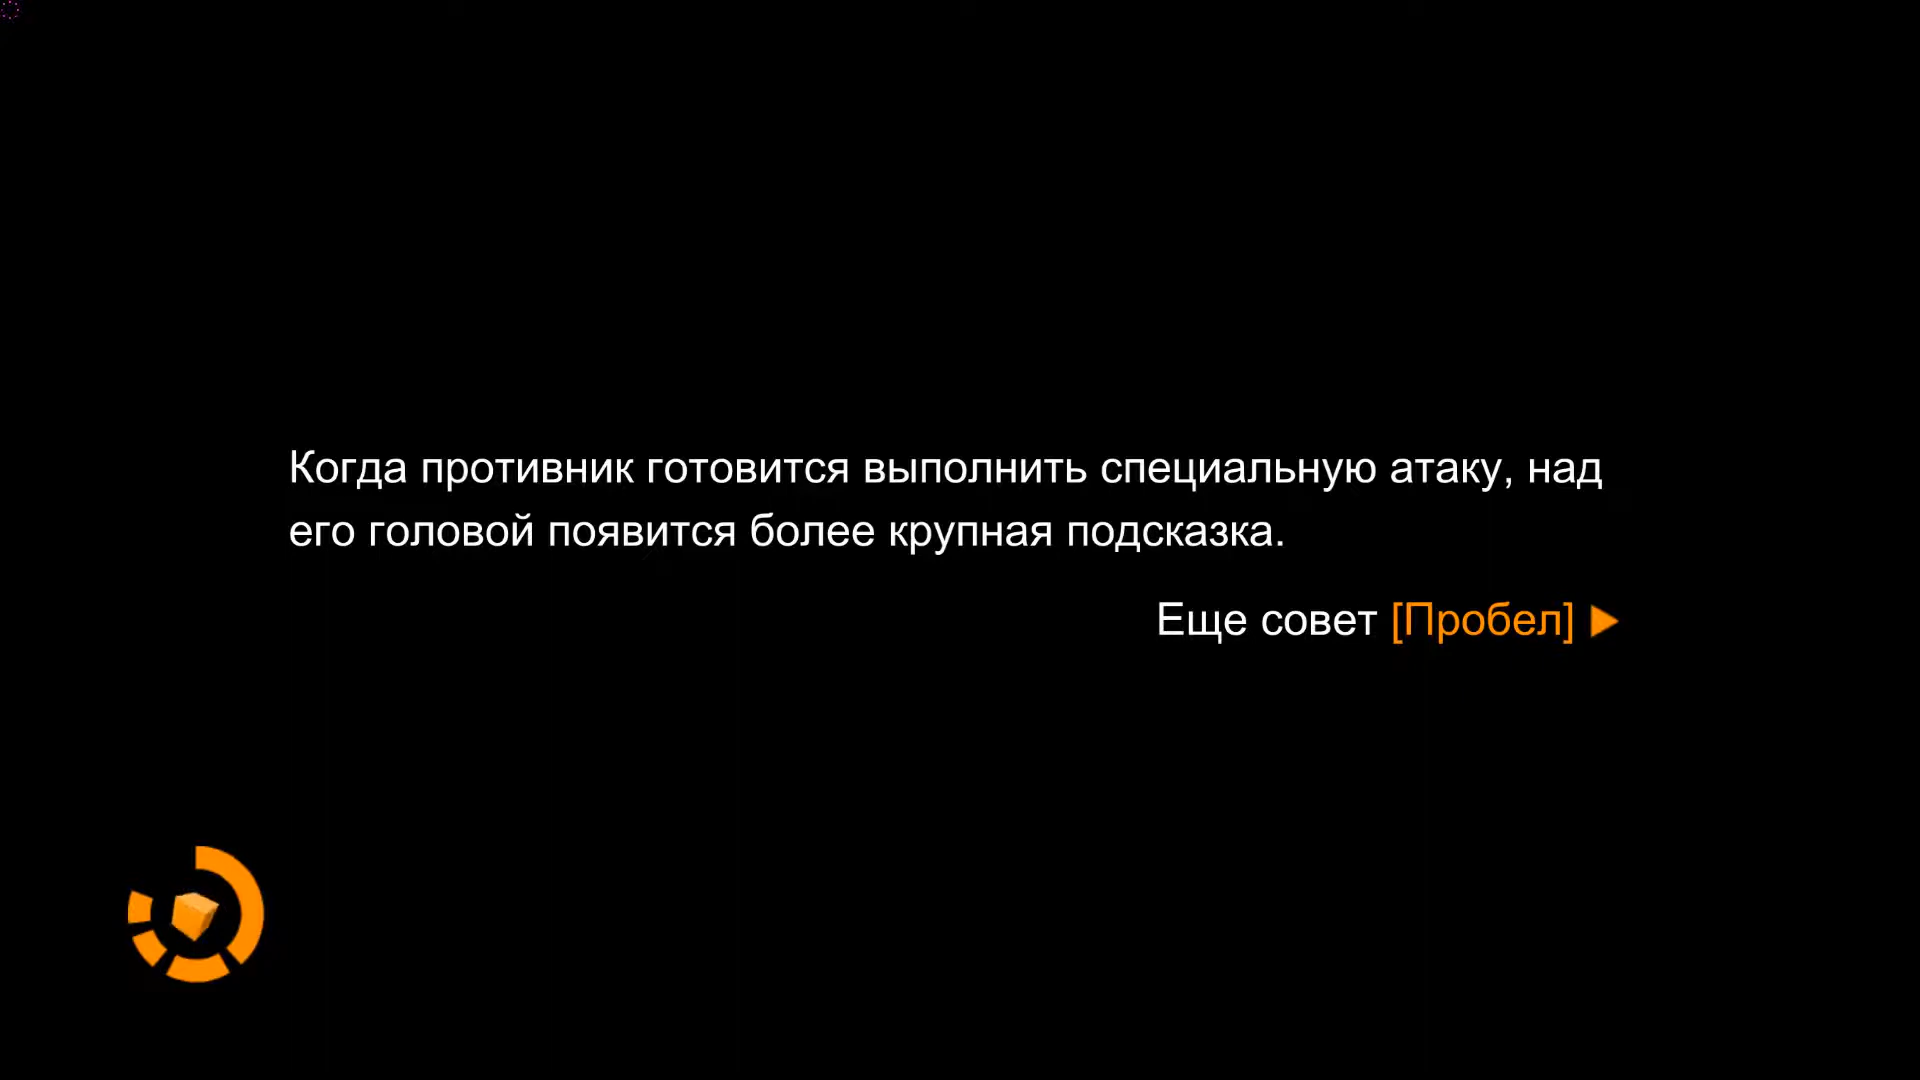 Когда противник готовится выполнить специальную атаку, над
его головой появится более крупная подсказка.
Еще совет [Пробел]